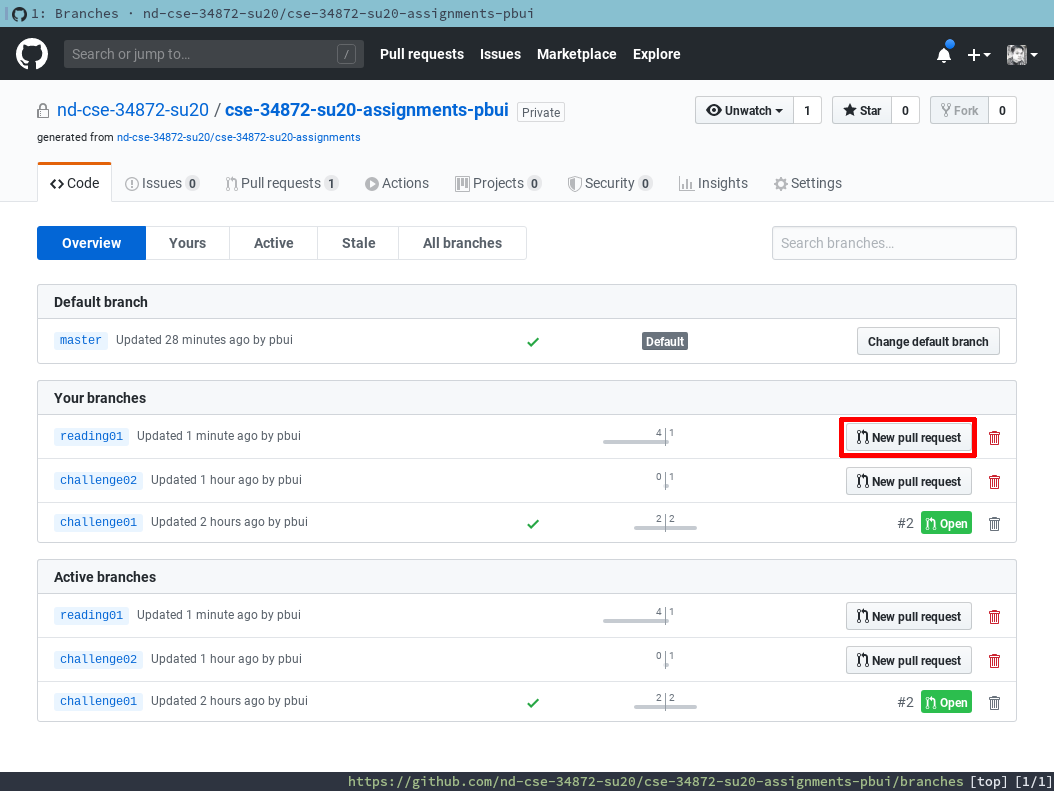 1: Branches · nd-cse-34872-su20/cse-34872-su20-assignments-pbui
Search or jump to… / Pull requests Issues Marketplace Explore
nd-cse-34872-su20 / cse-34872-su20-assignments-pbui Private Unwatch 1 Star 0 Fork 0
generated from nd-cse-34872-su20/cse-34872-su20-assignments
Code Issues 0 Pull requests 1 Actions Projects 0 Security 0 Insights Settings
Overview Yours Active Stale All branches Search branches…
Default branch
master Updated 28 minutes ago by pbui Default Change default branch
Your branches
reading01 Updated 1 minute ago by pbui 4 1 New pull request
challenge02 Updated 1 hour ago by pbui 0 1 New pull request
challenge01 Updated 2 hours ago by pbui 2 2 #2 Open
Active branches
reading01 Updated 1 minute ago by pbui 4 1 New pull request
challenge02 Updated 1 hour ago by pbui 0 1 New pull request
challenge01 Updated 2 hours ago by pbui 2 2 #2 Open
https://github.com/nd-cse-34872-su20/cse-34872-su20-assignments-pbui/branches [top] [1/1]